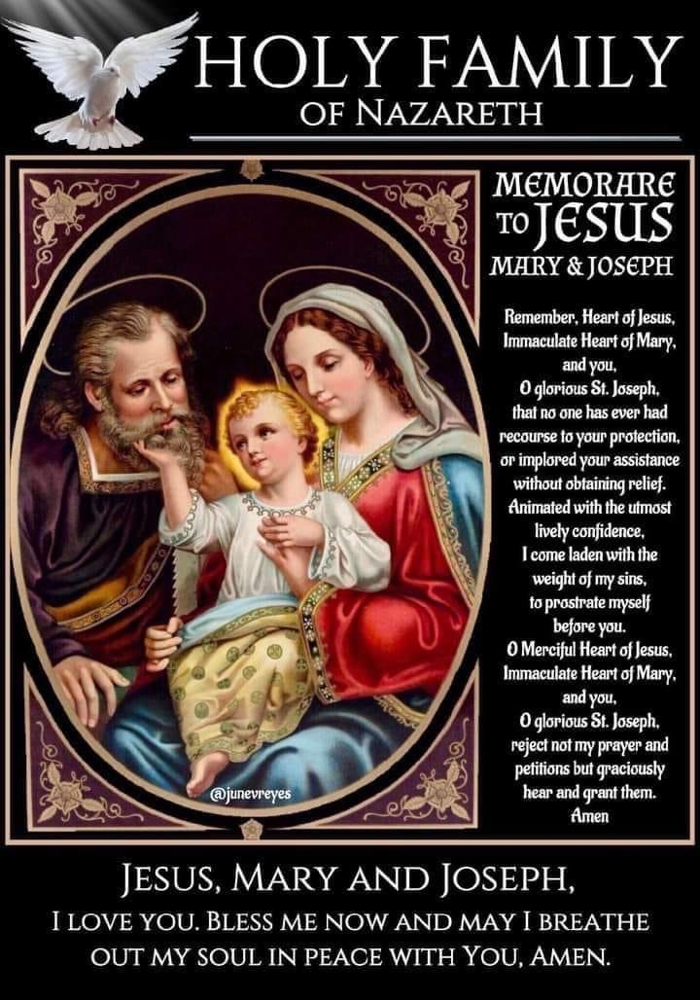 HOLY FAMILY
OF NAZARETH
MEMORARE
TO JESUS
MARY & JOSEPH
Remember, Heart of Jesus,
Immaculate Heart of Mary,
and you,
O glorious St. Joseph,
that no one has ever had
recourse to your protection,
or implored your assistance
without obtaining relief.
Animated with the utmost
lively confidence,
I come laden with the
weight of my sins,
to prostrate myself
before you.
O Merciful Heart of Jesus,
Immaculate Heart of Mary,
and you,
O glorious St. Joseph,
reject not my prayer and
petitions but graciously
hear and grant them.
Amen
@junevreyes
JESUS, MARY AND JOSEPH,
I LOVE YOU. BLESS ME NOW AND MAY I BREATHE
OUT MY SOUL IN PEACE WITH YOU, AMEN.